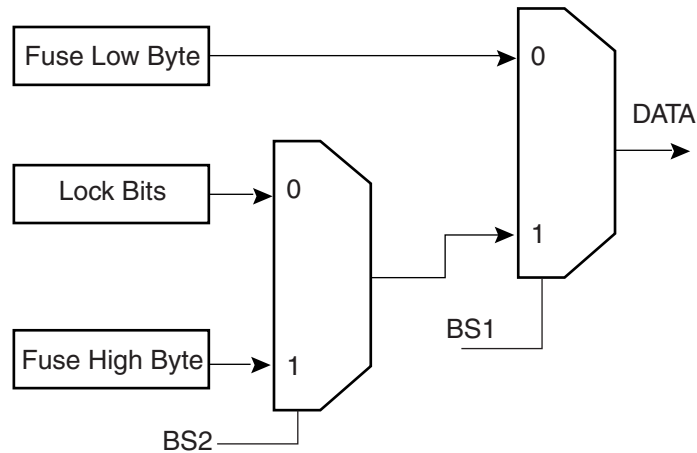 Fuse Low Byte
0
DATA
Lock Bits
0
1
BS1
Fuse High Byte
1
BS2